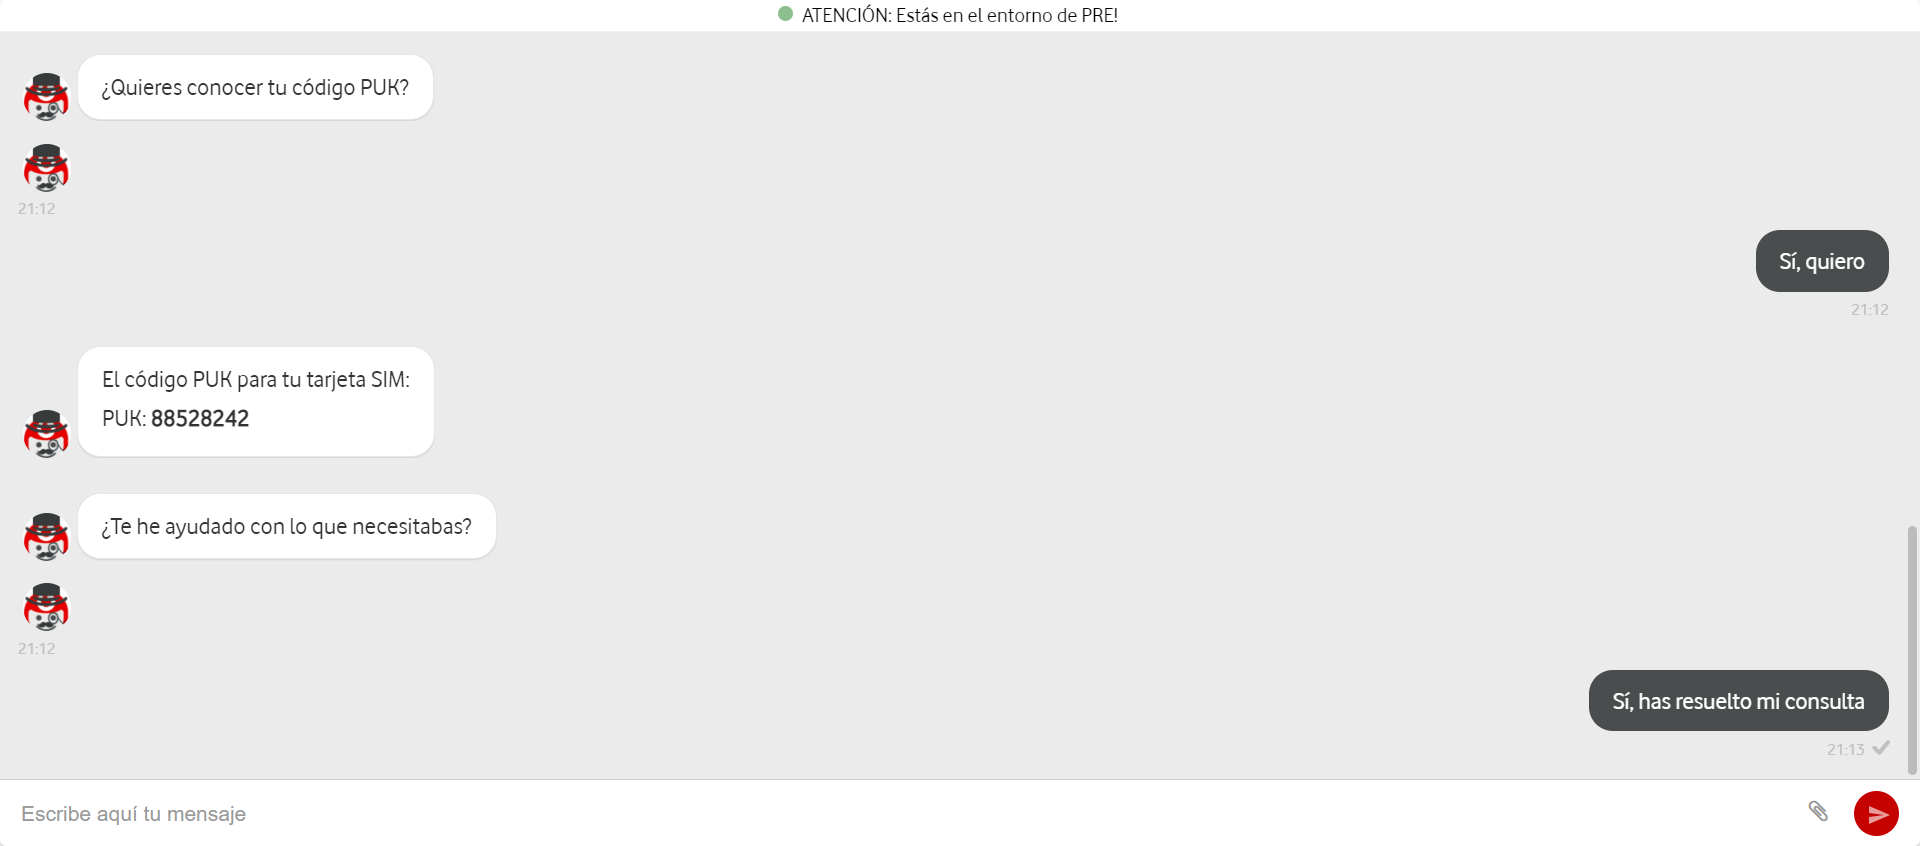 ATENCIÓN: Estás en el entorno de PRE!
¿Quieres conocer tu código PUK?
21:12
Sí, quiero
21:12
El código PUK para tu tarjeta SIM:
PUK: 88528242
¿Te he ayudado con lo que necesitabas?
21:12
Sí, has resuelto mi consulta
21:13
Escribe aquí tu mensaje